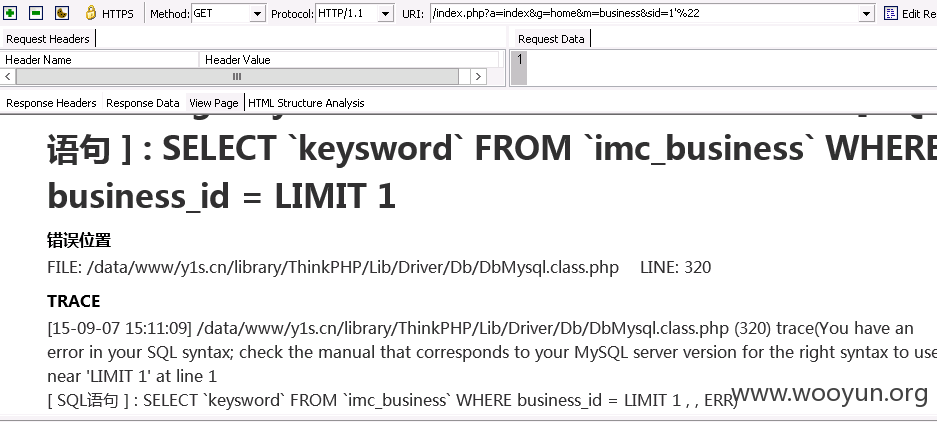 HTTPS Method: GET Protocol: HTTP/1.1 URI: /index.php?a=index&g=home&m=business&sid=1'%22 Edit Re
Request Headers Request Data
Header Name Header Value 1
Response Headers Response Data View Page HTML Structure Analysis
语句 ] : SELECT `keysword` FROM `imc_business` WHERE
business_id = LIMIT 1
错误位置
FILE: /data/www/y1s.cn/library/ThinkPHP/Lib/Driver/Db/DbMysql.class.php LINE: 320
TRACE
[15-09-07 15:11:09] /data/www/y1s.cn/library/ThinkPHP/Lib/Driver/Db/DbMysql.class.php (320) trace(You have an
error in your SQL syntax; check the manual that corresponds to your MySQL server version for the right syntax to use
near 'LIMIT 1' at line 1
[ SQL语句 ] : SELECT `keysword` FROM `imc_business` WHERE business_id = LIMIT 1 , , ERR)
www.wooyun.org